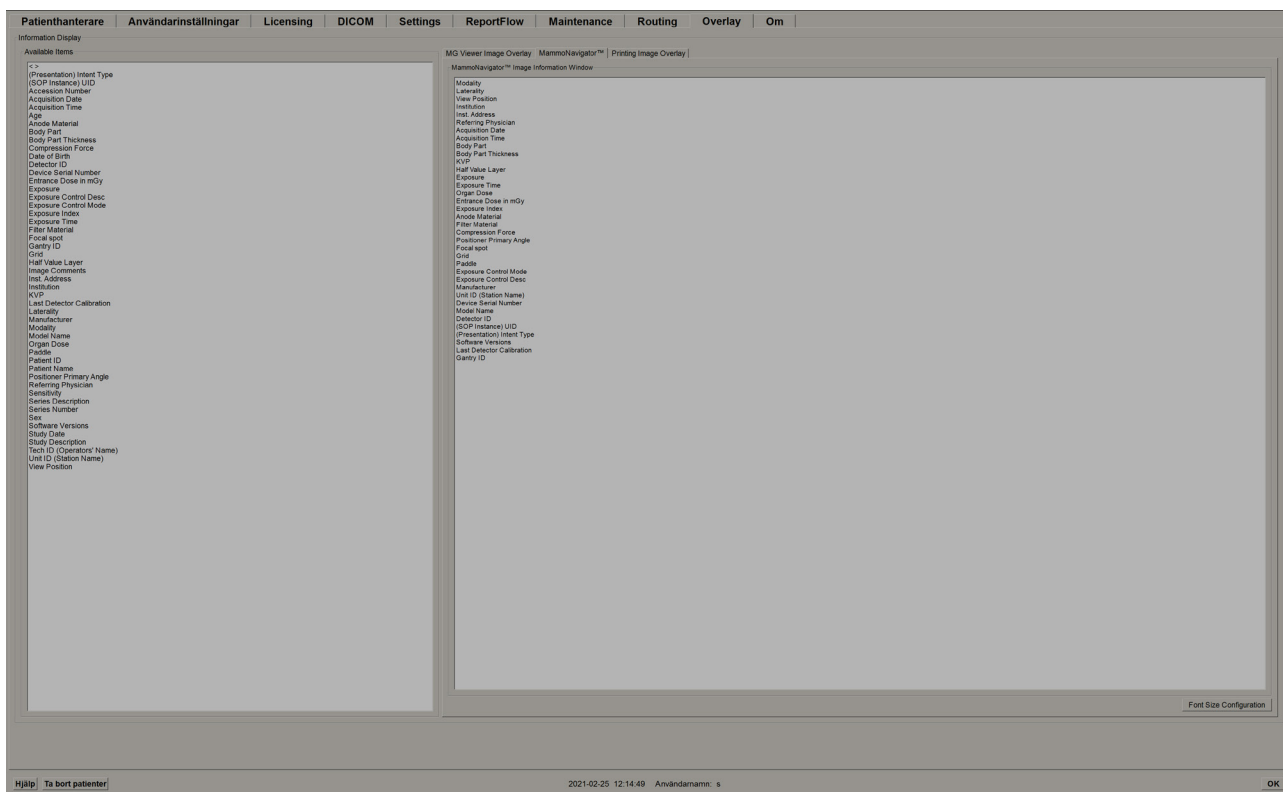 Patienthanterare Användarinställningar Licensing DICOM Settings ReportFlow Maintenance Routing Overlay Om
Information Display
Available Items
< >
(Presentation) Intent Type
(SOP Instance) UID
Accession Number
Acquisition Date
Acquisition Time
Age
Anode Material
Body Part
Body Part Thickness
Compression Force
Date of Birth
Detector ID
Device Serial Number
Entrance Dose in mGy
Exposure
Exposure Control Desc
Exposure Control Mode
Exposure Index
Exposure Time
Filter Material
Focal spot
Gantry ID
Grid
Half Value Layer
Image Comments
Inst. Address
Institution
KVP
Last Detector Calibration
Laterality
Manufacturer
Modality
Model Name
Organ Dose
Paddle
Patient ID
Patient Name
Positioner Primary Angle
Referring Physician
Sensitivity
Series Description
Series Number
Sex
Software Versions
Study Date
Study Description
Tech ID (Operators' Name)
Unit ID (Station Name)
View Position
MG Viewer Image Overlay MammoNavigator™ Printing Image Overlay
MammoNavigator™ Image Information Window
Modality
Laterality
View Position
Institution
Inst. Address
Referring Physician
Acquisition Date
Acquisition Time
Body Part
Body Part Thickness
KVP
Half Value Layer
Exposure
Exposure Time
Organ Dose
Entrance Dose in mGy
Exposure Index
Anode Material
Filter Material
Compression Force
Positioner Primary Angle
Focal spot
Grid
Paddle
Exposure Control Mode
Exposure Control Desc
Manufacturer
Unit ID (Station Name)
Device Serial Number
Model Name
Detector ID
(SOP Instance) UID
(Presentation) Intent Type
Software Versions
Last Detector Calibration
Gantry ID
Font Size Configuration
Hjälp Ta bort patienter 2021-02-25 12:14:49 Användarnamn: s OK